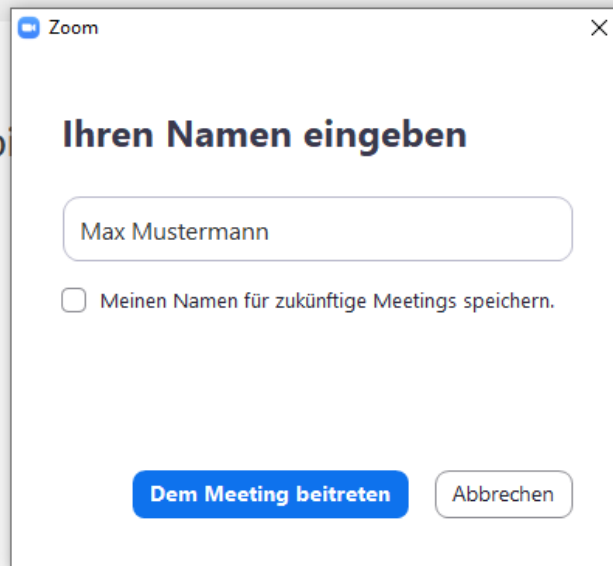 Zoom
Ihren Namen eingeben
Max Mustermann
Meinen Namen für zukünftige Meetings speichern.
Dem Meeting beitreten
Abbrechen